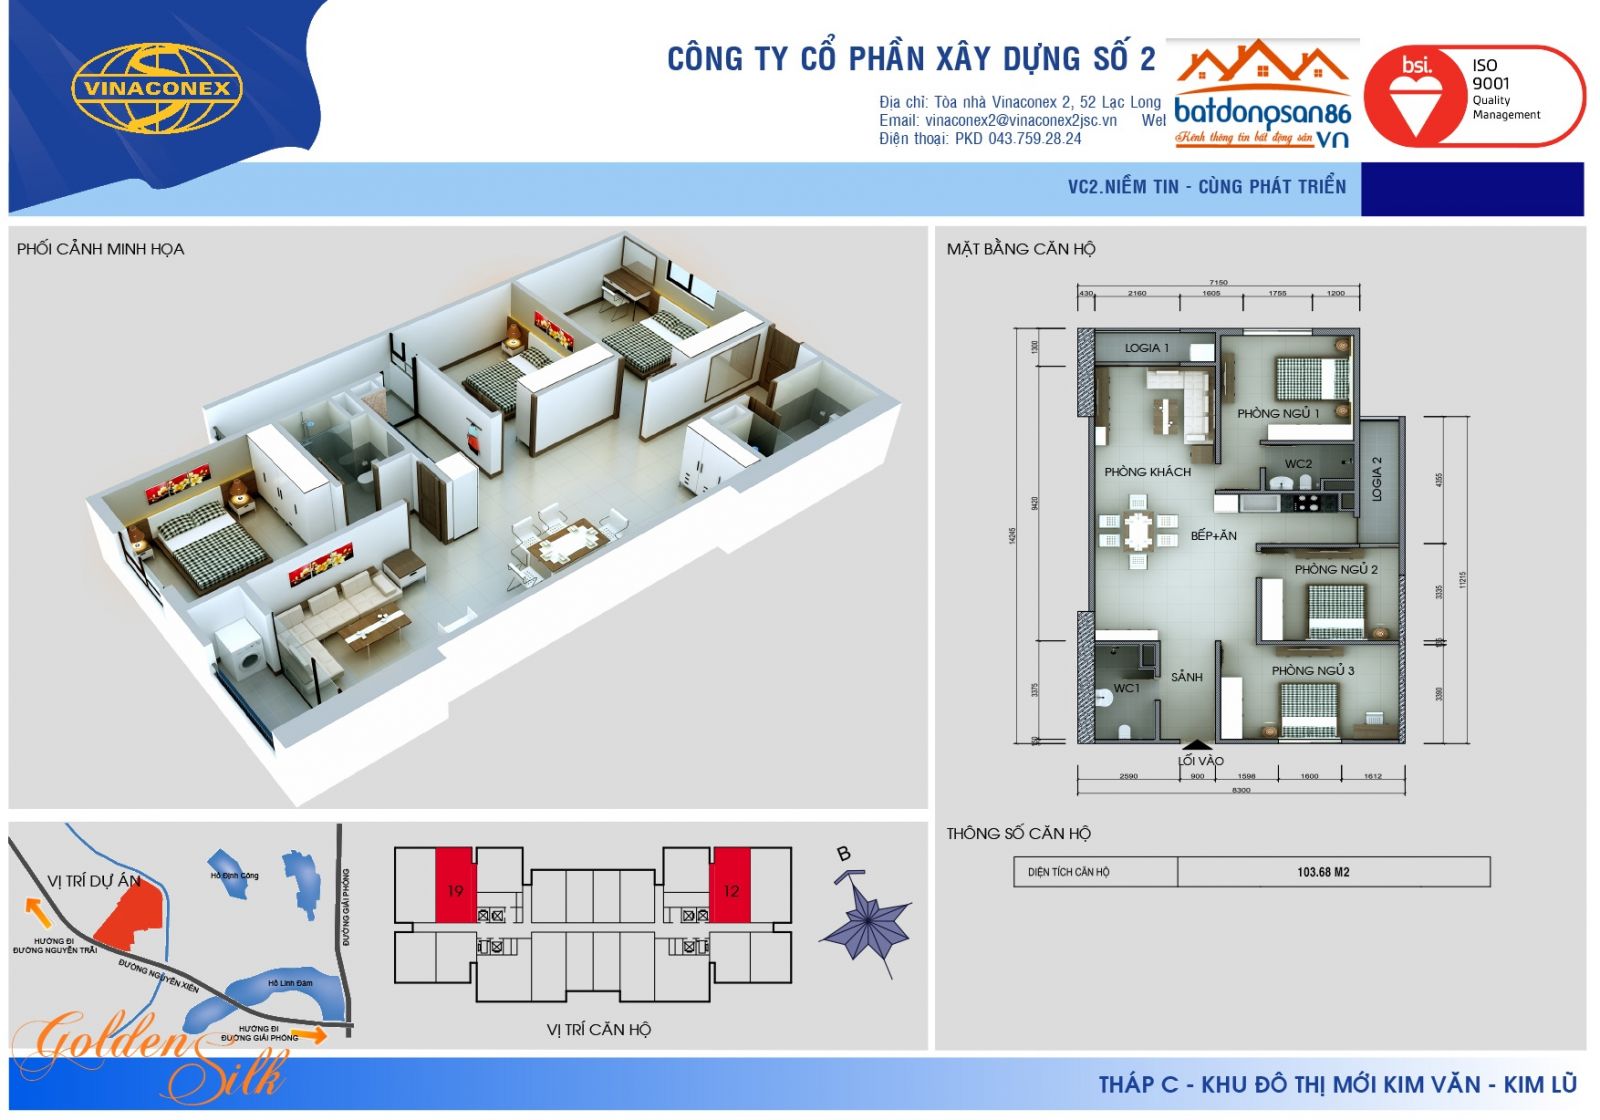 VINACONEX
CÔNG TY CỔ PHẦN XÂY DỰNG SỐ 2
Địa chỉ: Tòa nhà Vinaconex 2, 52 Lạc Long
Email: vinaconex2@vinaconex2jsc.vn Web
Điện thoại: PKD 043.759.28.24
batdongsan86
Kênh thông tin bất động sản VN
bsi.
ISO
9001
Quality
Management
VC2.NIỀM TIN - CÙNG PHÁT TRIỂN
PHỐI CẢNH MINH HỌA
MẶT BẰNG CĂN HỘ
7150
430 2160 1605 1755 1200
LOGIA 1
PHÒNG NGỦ 1
PHÒNG KHÁCH
WC2
LOGIA 2
BẾP+ĂN
PHÒNG NGỦ 2
PHÒNG NGỦ 3
SẢNH
WC1
LỐI VÀO
1300
9420
14245
3375
4355
3335
11215
3390
2590 900 1598 1600 1612
8300
THÔNG SỐ CĂN HỘ
DIỆN TÍCH CĂN HỘ 103.68 M2
VỊ TRÍ DỰ ÁN
Hồ Định Công
ĐƯỜNG GIẢI PHÓNG
HƯỚNG ĐI
ĐƯỜNG NGUYỄN TRÃI
ĐƯỜNG NGUYỄN XIỂN
Hồ Linh Đàm
HƯỚNG ĐI
ĐƯỜNG GIẢI PHÓNG
19
12
B
VỊ TRÍ CĂN HỘ
Golden Silk
THÁP C - KHU ĐÔ THỊ MỚI KIM VĂN - KIM LŨ